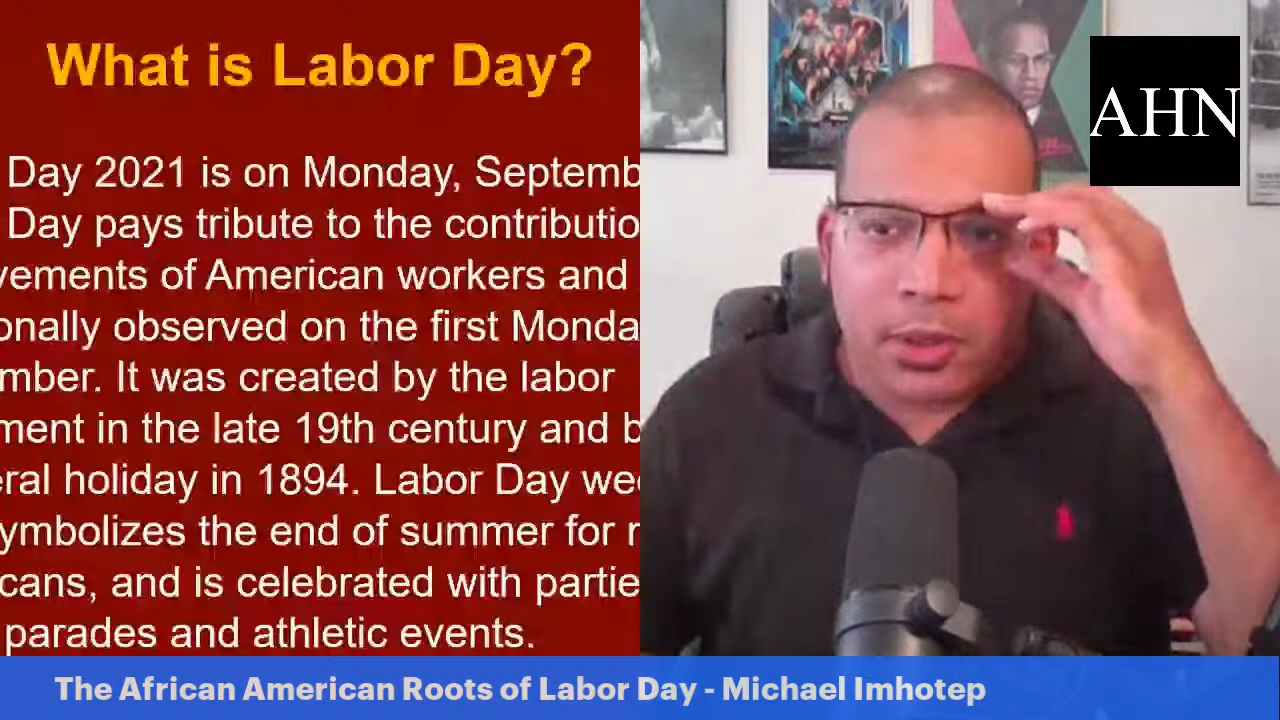 What is Labor Day?
Day 2021 is on Monday, Septemb
Day pays tribute to the contributio
vements of American workers and
onally observed on the first Monda
mber. It was created by the labor
ment in the late 19th century and b
eral holiday in 1894. Labor Day wee
ymbolizes the end of summer for r
cans, and is celebrated with partie
parades and athletic events.
AHN
The African American Roots of Labor Day - Michael Imhotep